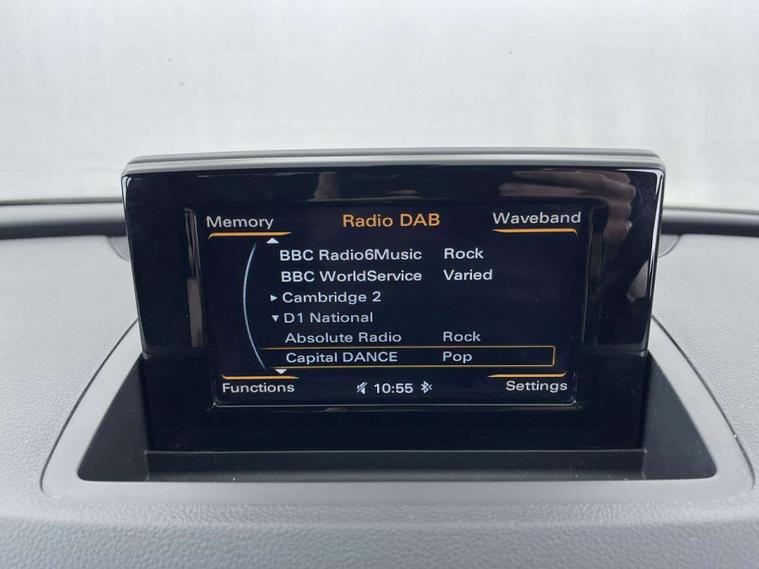 Memory Radio DAB Waveband
BBC Radio6Music Rock
BBC WorldService Varied
Cambridge 2
D1 National
Absolute Radio Rock
Capital DANCE Pop
Functions 10:55 Settings